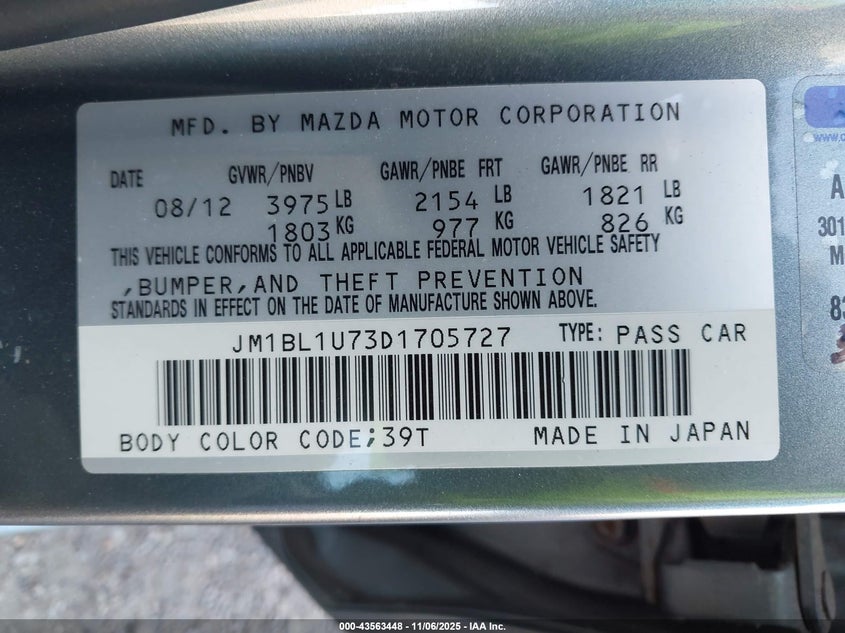 MFD. BY MAZDA MOTOR CORPORATION
DATE GVWR/PNBV GAWR/PNBE FRT GAWR/PNBE RR
08/12 3975 LB 2154 LB 1821 LB
1803 KG 977 KG 826 KG
THIS VEHICLE CONFORMS TO ALL APPLICABLE FEDERAL MOTOR VEHICLE SAFETY
,BUMPER,AND THEFT PREVENTION
STANDARDS IN EFFECT ON THE DATE OF MANUFACTURE SHOWN ABOVE.
JM1BL1U73D1705727 TYPE: PASS CAR
BODY COLOR CODE;39T MADE IN JAPAN
www.c
A
301
M
83
000-43563448 - 11/06/2025 - IAA Inc.